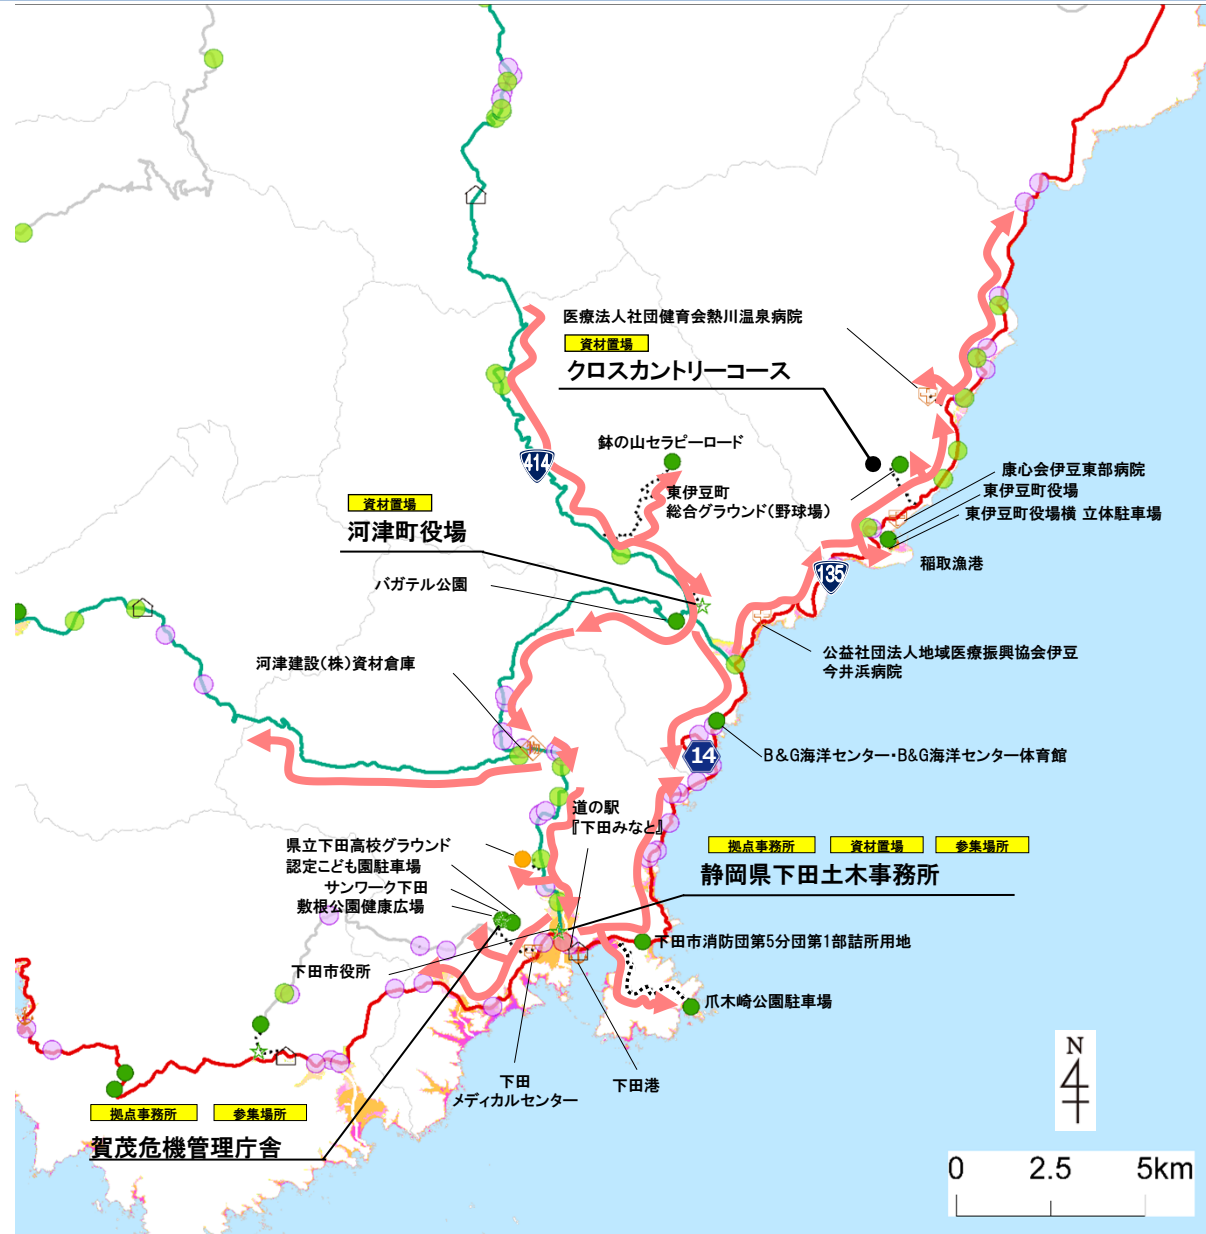 医療法人社団健育会熱川温泉病院
資材置場
クロスカントリーコース
鉢の山セラピーロード
414
東伊豆町
総合グラウンド(野球場)
康心会伊豆東部病院
東伊豆町役場
東伊豆町役場横 立体駐車場
稲取漁港
資材置場
河津町役場
135
バガテル公園
公益社団法人地域医療振興協会伊豆
今井浜病院
河津建設(株)資材倉庫
物
14
B&G海洋センター・B&G海洋センター体育館
道の駅
『下田みなと』
県立下田高校グラウンド
認定こども園駐車場
サンワーク下田
敷根公園健康広場
拠点事務所
資材置場
参集場所
静岡県下田土木事務所
下田市消防団第5分団第1部詰所用地
下田市役所
爪木崎公園駐車場
下田
メディカルセンター
下田港
拠点事務所
参集場所
賀茂危機管理庁舎
N
0 2.5 5km